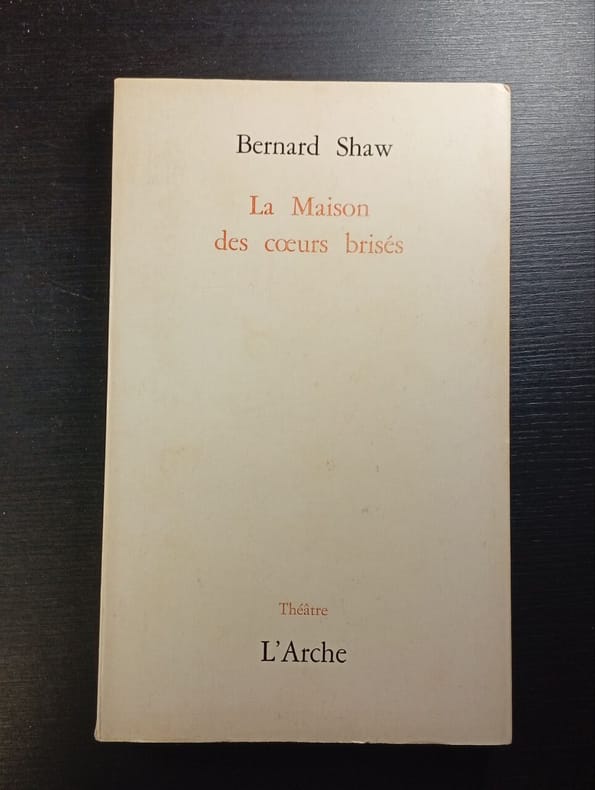 Bernard Shaw
La Maison
des cœurs brisés
Théâtre
L'Arche